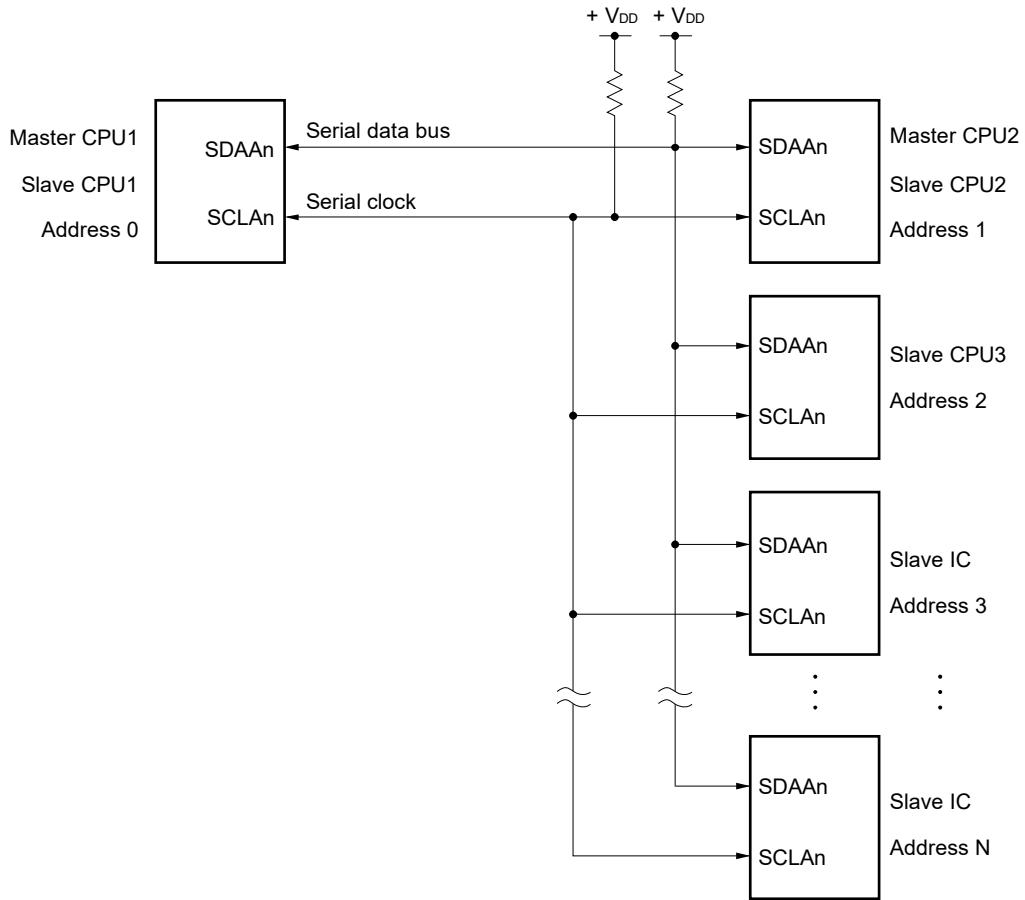 + VDD + VDD
Master CPU1
Slave CPU1
Address 0
SDAAn
SCLAn
Serial data bus
Serial clock
SDAAn
SCLAn
Master CPU2
Slave CPU2
Address 1
SDAAn
SCLAn
Slave CPU3
Address 2
SDAAn
SCLAn
Slave IC
Address 3
SDAAn
SCLAn
Slave IC
Address N